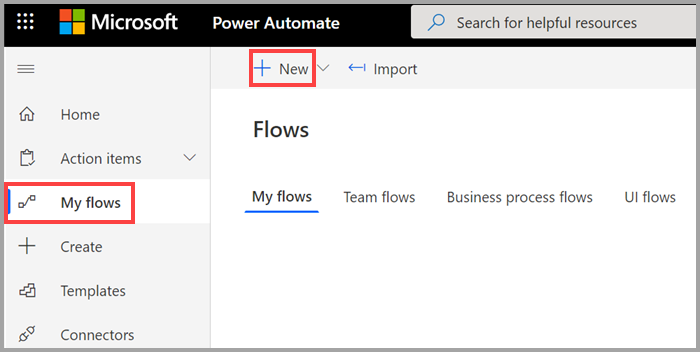 Microsoft Power Automate Search for helpful resources
New Import
Home
Flows
Action items
My flows Team flows Business process flows UI flows
My flows
Create
Templates
Connectors